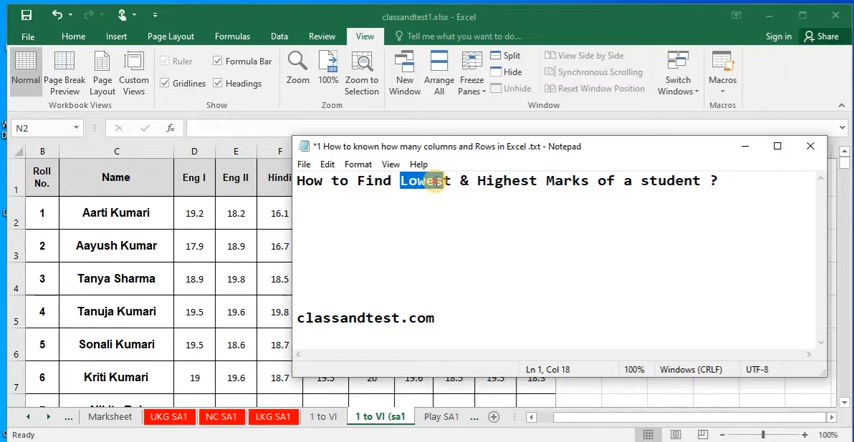 classandtest1.xlsx - Excel
File Home Insert Page Layout Formulas Data Review View Tell me what you want to do... Sign in Share
Normal Page Break Preview Page Layout Custom Views
Workbook Views
Ruler Formula Bar
Gridlines Headings
Show
Zoom 100% Zoom to Selection
Zoom
New Window Arrange All Freeze Panes
Split
Hide
Unhide
View Side by Side
Synchronous Scrolling
Reset Window Position
Window
Switch Windows
Macros
Macros
N2 fx
*1 How to known how many columns and Rows in Excel .txt - Notepad
File Edit Format View Help
How to Find Lowest & Highest Marks of a student ?
classandtest.com
Ln 1, Col 18 100% Windows (CRLF) UTF-8
B C D E F
1 Roll No. Name Eng I Eng II Hindi
2 1 Aarti Kumari 19.2 18.2 16.1
3 2 Aayush Kumar 17.9 18.9 16.7
4 3 Tanya Sharma 18.9 19.9 18.5
5 4 Tanuja Kumari 19.5 19.6 19.8
6 5 Sonali Kumari 19.5 18.6 18.7
7 6 Kriti Kumari 19 19.6 18.7 19.5 20 19.6 18.5 19.5 18.3
... Marksheet UKG SA1 NC SA1 LKG SA1 1 to VI 1 to VI (sa1 Play SA1 ...
Ready 100%